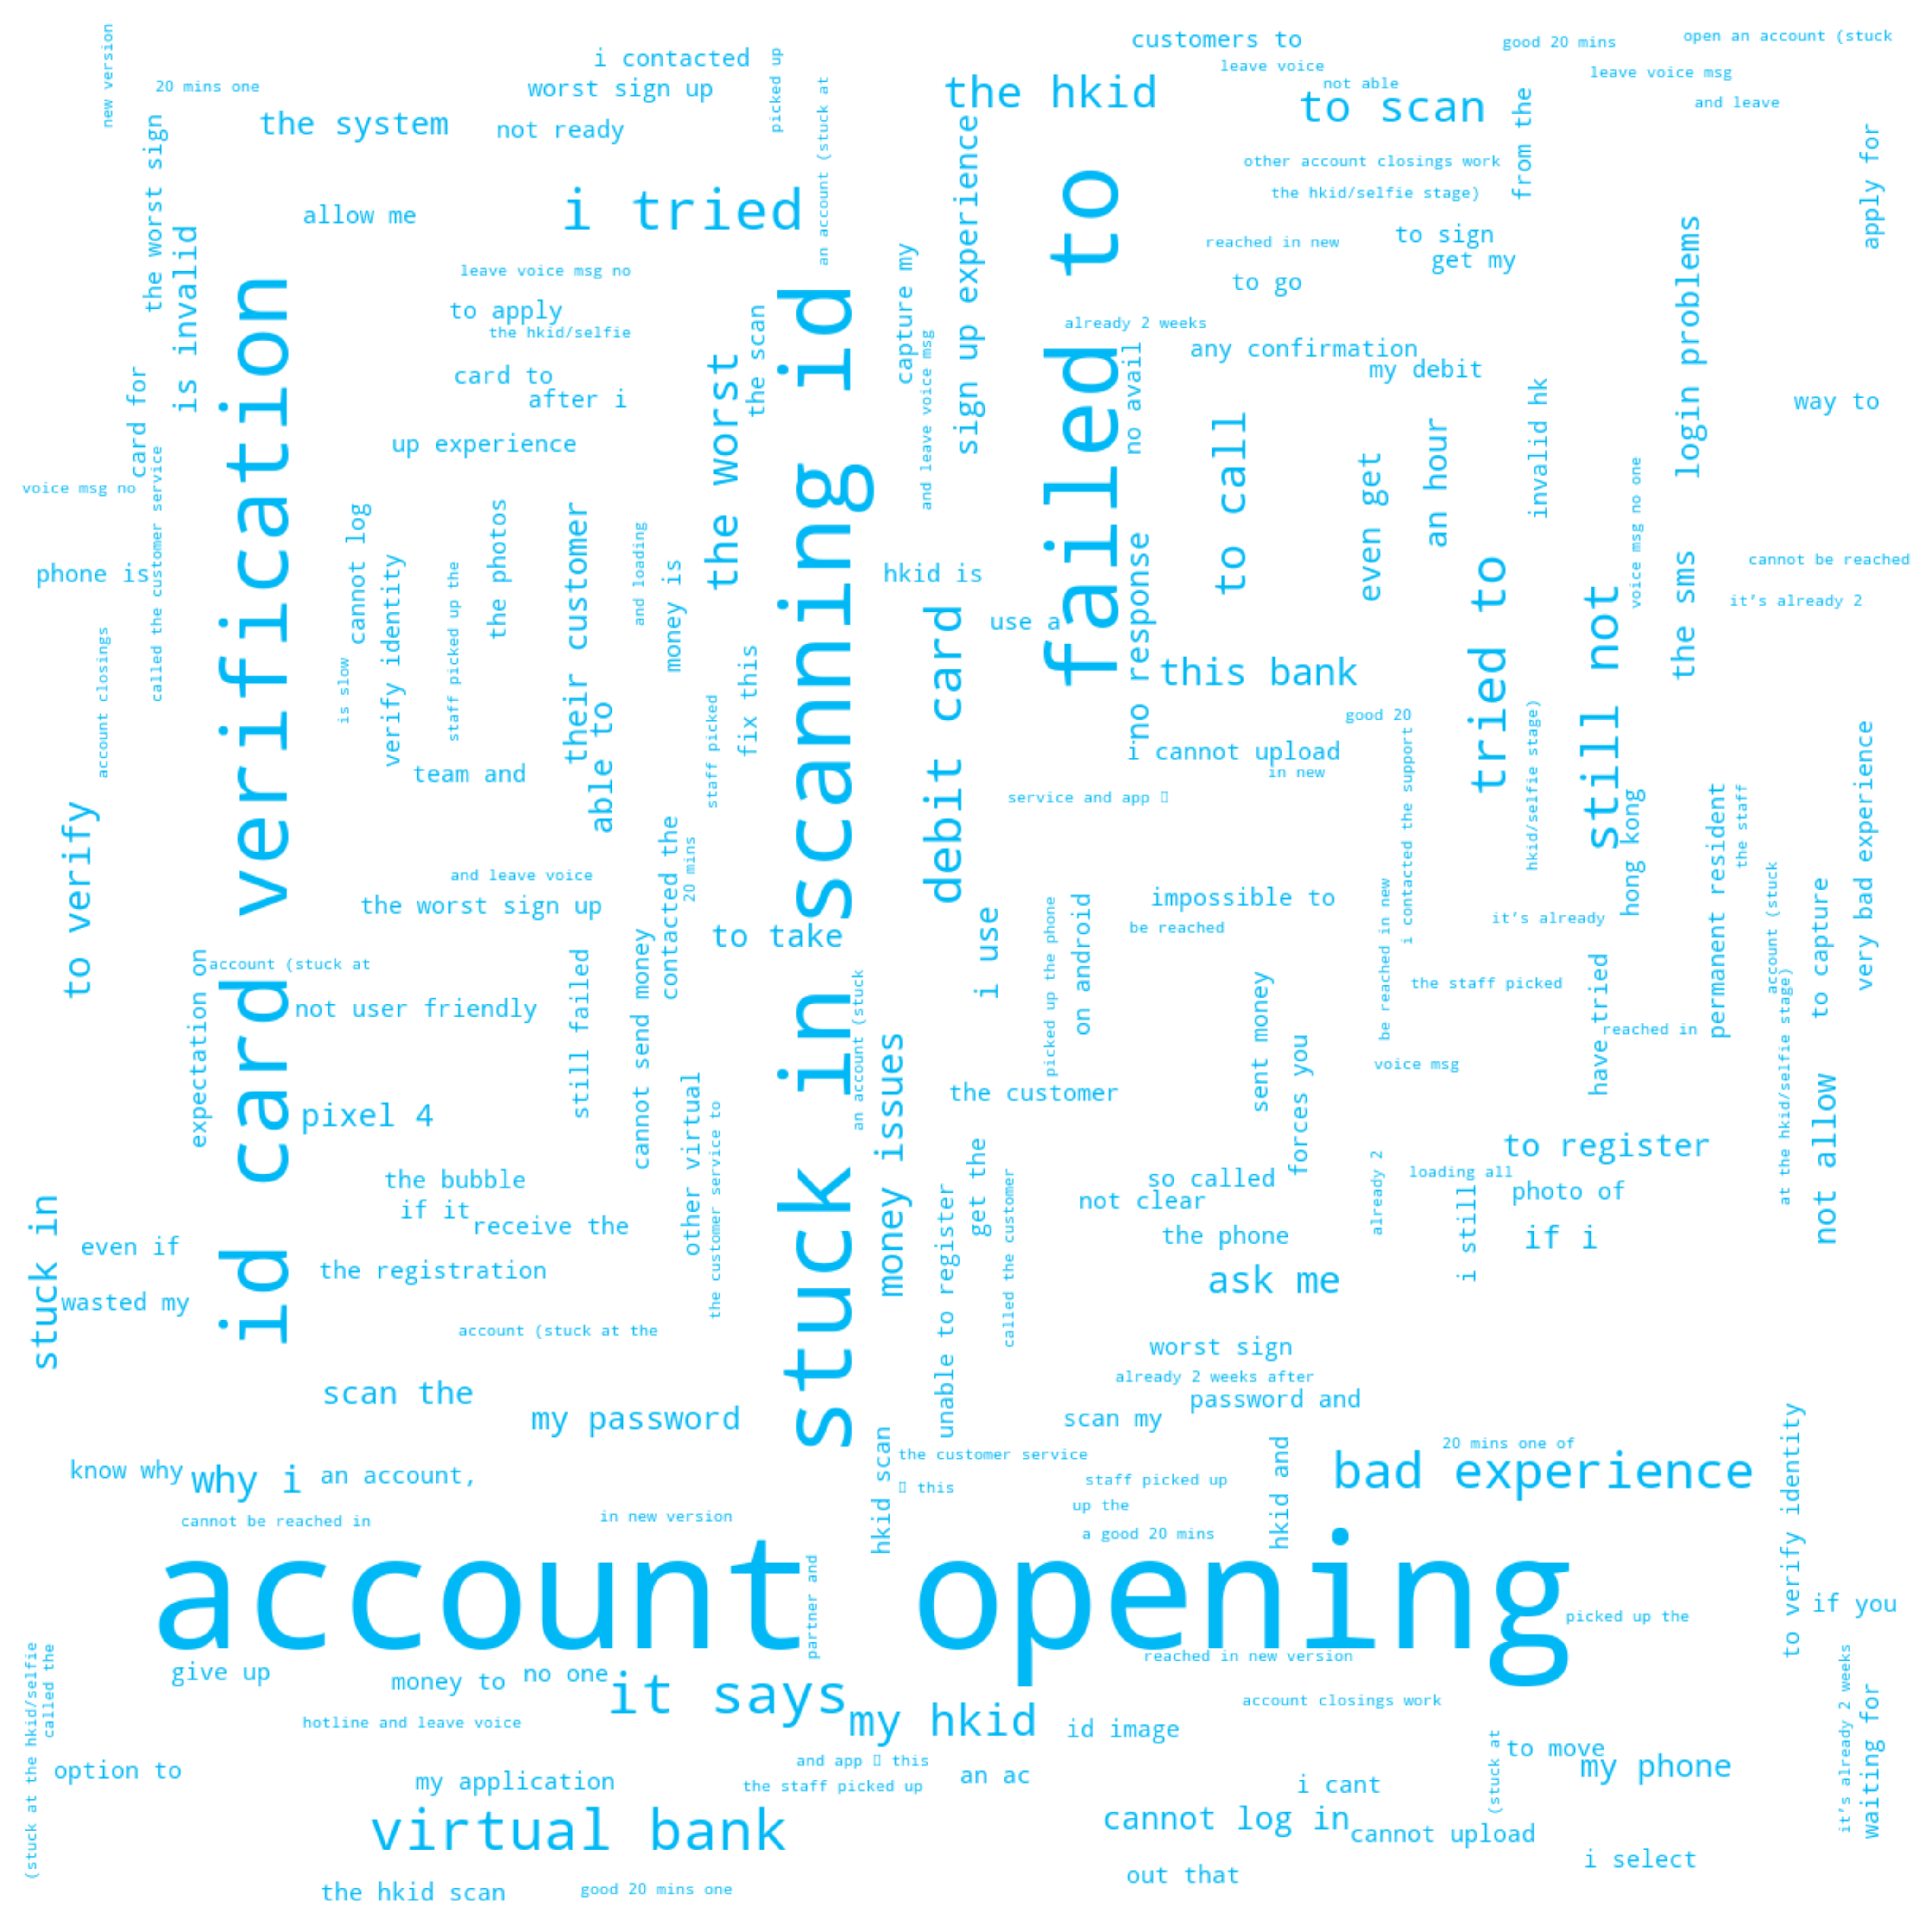 new version
20 mins one
the worst sign
is invalid
card for
voice msg no
called the customer service
phone is
account closings
to verify
the system
i contacted
worst sign up
not ready
picked up
an account (stuck at
allow me
i tried
leave voice msg no
to apply
the hkid/selfie
card to
after i
up experience
the scan
the worst
id card verification
stuck in scanning id
cannot log
verify identity
is slow
staff picked up the
the photos
their customer
able to
and loading
money is
fix this
staff picked
team and
contacted the
20 mins
and leave voice
the worst sign up
to take
customers to
leave voice
good 20 mins
open an account (stuck
leave voice msg
and leave
not able
the hkid
to scan
from the
apply for
other account closings work
the hkid/selfie stage)
reached in new
to sign
get my
to go
sign up experience
capture my
and leave voice msg
failed to
already 2 weeks
any confirmation
my debit
no avail
to call
an hour
even get
invalid hk
login problems
way to
voice msg no one
the sms
cannot be reached
it’s already 2
hkid is
use a
debit card
no response
this bank
tried to
still not
good 20
i cannot upload
in new
service and app
i contacted the support
hkid/selfie stage)
hong kong
permanent resident
the staff
very bad experience
account (stuck
to capture
impossible to
be reached
it’s already
i use
picked up the phone
on android
be reached in new
the staff picked
have tried
reached in
at the hkid/selfie stage)
not allow
sent money
forces you
voice msg
account (stuck at
expectation on
not user friendly
still failed
cannot send money
an account (stuck
pixel 4
other virtual
the customer service to
money issues
the customer
get the
called the customer
unable to register
so called
not clear
already 2
loading all
to register
photo of
i still
if i
the phone
ask me
the bubble
if it
receive the
the registration
stuck in
even if
wasted my
account (stuck at the
scan the
my password
worst sign
already 2 weeks after
password and
scan my
know why
why i
an account,
hkid scan
the customer service
this
staff picked up
up the
a good 20 mins
hkid and
20 mins one of
bad experience
to verify identity
cannot be reached in
in new version
account opening
partner and
picked up the
if you
reached in new version
give up
money to
no one
it says
my hkid
id image
account closings work
(stuck at the hkid/selfie
called the
hotline and leave voice
option to
my application
and app
this
the staff picked up
an ac
i cant
(stuck at
to move
my phone
it’s already 2 weeks
waiting for
virtual bank
cannot log in
cannot upload
out that
i select
the hkid scan
good 20 mins one